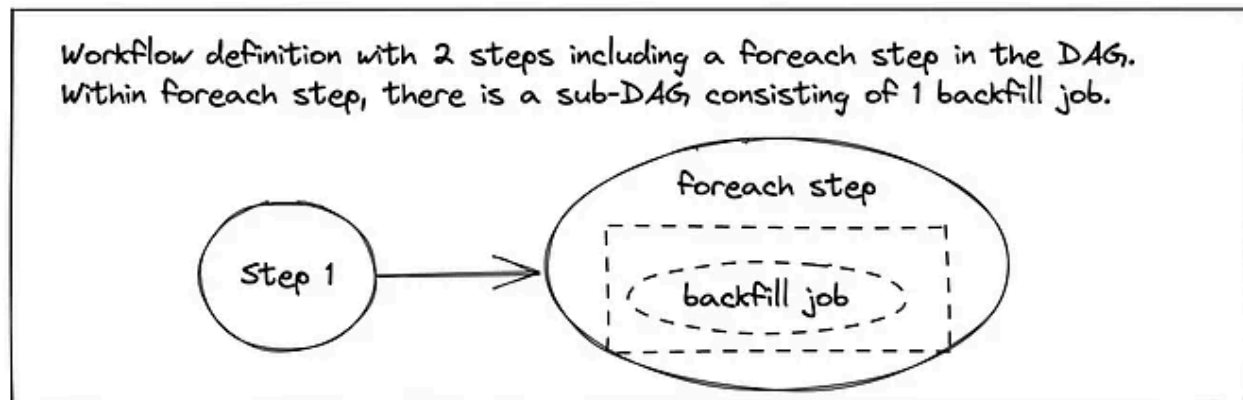 Workflow definition with 2 steps including a foreach step in the DAG.
Within foreach step, there is a sub-DAG consisting of 1 backfill job.
foreach step
Step 1
backfill job